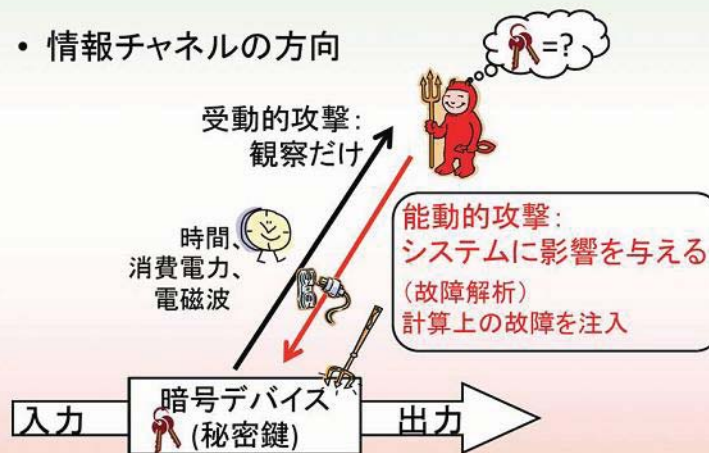 • 情報チャネルの方向
=?
受動的攻撃:
観察だけ
時間、
消費電力、
電磁波
能動的攻撃:
システムに影響を与える
(故障解析)
計算上の故障を注入
入力
暗号デバイス
(秘密鍵)
出力